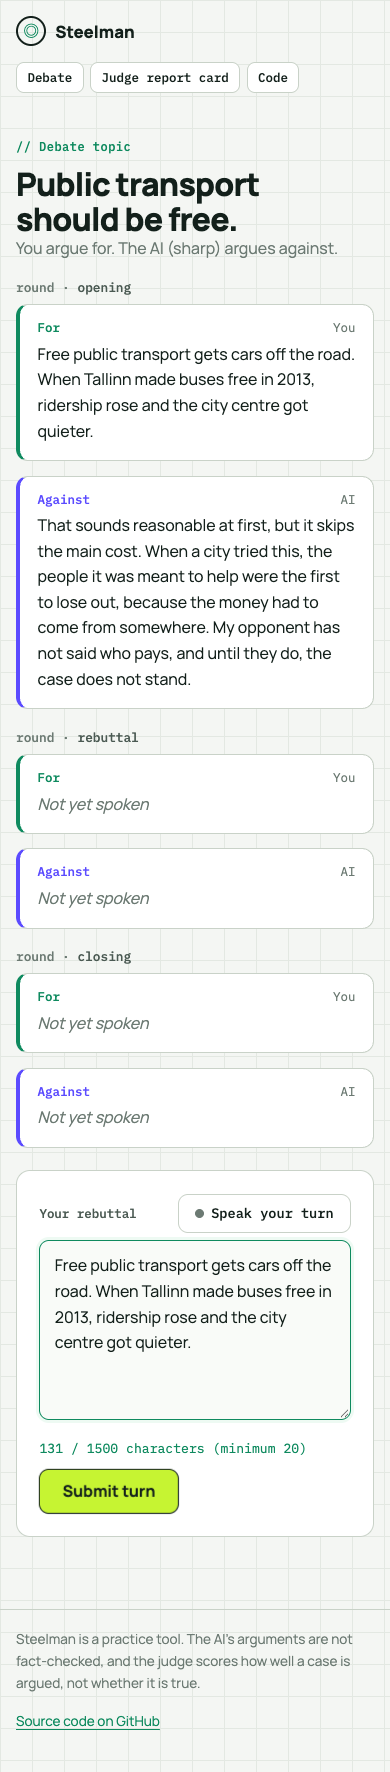 Steelman
Debate
Judge report card
Code
// Debate topic
Public transport
should be free.
You argue for. The AI (sharp) argues against.
round · opening
For You
Free public transport gets cars off the road.
When Tallinn made buses free in 2013,
ridership rose and the city centre got
quieter.
Against AI
That sounds reasonable at first, but it skips
the main cost. When a city tried this, the
people it was meant to help were the first
to lose out, because the money had to
come from somewhere. My opponent has
not said who pays, and until they do, the
case does not stand.
round · rebuttal
For You
Not yet spoken
Against AI
Not yet spoken
round · closing
For You
Not yet spoken
Against AI
Not yet spoken
Your rebuttal
Speak your turn
Free public transport gets cars off the
road. When Tallinn made buses free in
2013, ridership rose and the city
centre got quieter.
131 / 1500 characters (minimum 20)
Submit turn
Steelman is a practice tool. The AI's arguments are not
fact-checked, and the judge scores how well a case is
argued, not whether it is true.
Source code on GitHub